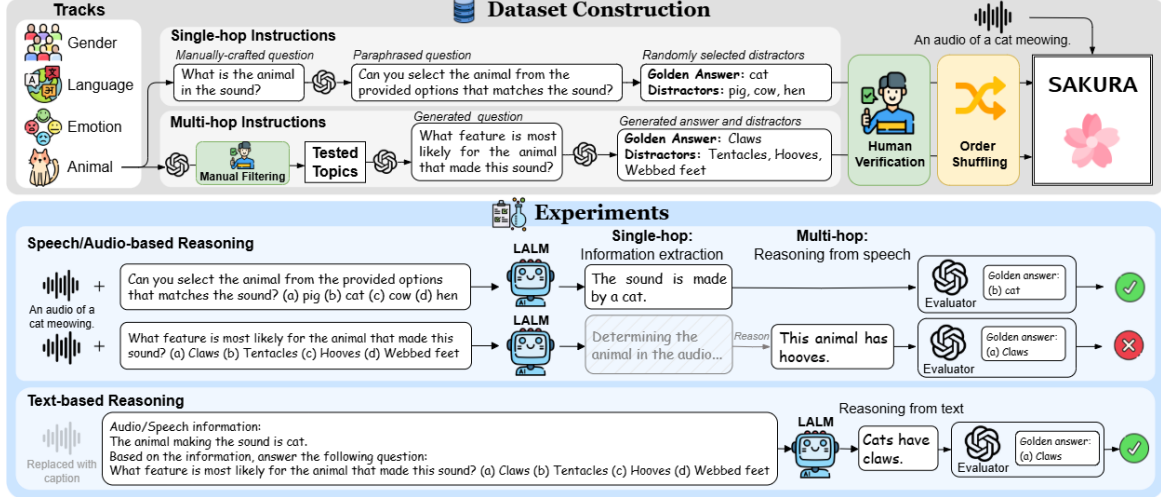 Tracks
Gender
Language
Emotion
Animal
Dataset Construction
Single-hop Instructions
Manually-crafted question
What is the animal
in the sound?
Paraphrased question
Can you select the animal from the
provided options that matches the sound?
Randomly selected distractors
Golden Answer: cat
Distractors: pig, cow, hen
Multi-hop Instructions
Manual Filtering
Tested
Topics
Generated question
What feature is most
likely for the animal
that made this sound?
Generated answer and distractors
Golden Answer: Claws
Distractors: Tentacles, Hooves,
Webbed feet
Human
Verification
Order
Shuffling
An audio of a cat meowing.
SAKURA
Experiments
Speech/Audio-based Reasoning
An audio of a
cat meowing.
+
Can you select the animal from the provided options
that matches the sound? (a) pig (b) cat (c) cow (d) hen
LALM
AI
Single-hop:
Information extraction
The sound is made
by a cat.
Multi-hop:
Reasoning from speech
Evaluator
Golden answer:
(b) cat
+
What feature is most likely for the animal that made this
sound? (a) Claws (b) Tentacles (c) Hooves (d) Webbed feet
LALM
AI
Determining the
animal in the audio...
Reason
This animal has
hooves.
Evaluator
Golden answer:
(a) Claws
Text-based Reasoning
Replaced with
caption
Audio/Speech information:
The animal making the sound is cat.
Based on the information, answer the following question:
What feature is most likely for the animal that made this sound? (a) Claws (b) Tentacles (c) Hooves (d) Webbed feet
LALM
AI
Reasoning from text
Cats have
claws.
Evaluator
Golden answer:
(a) Claws